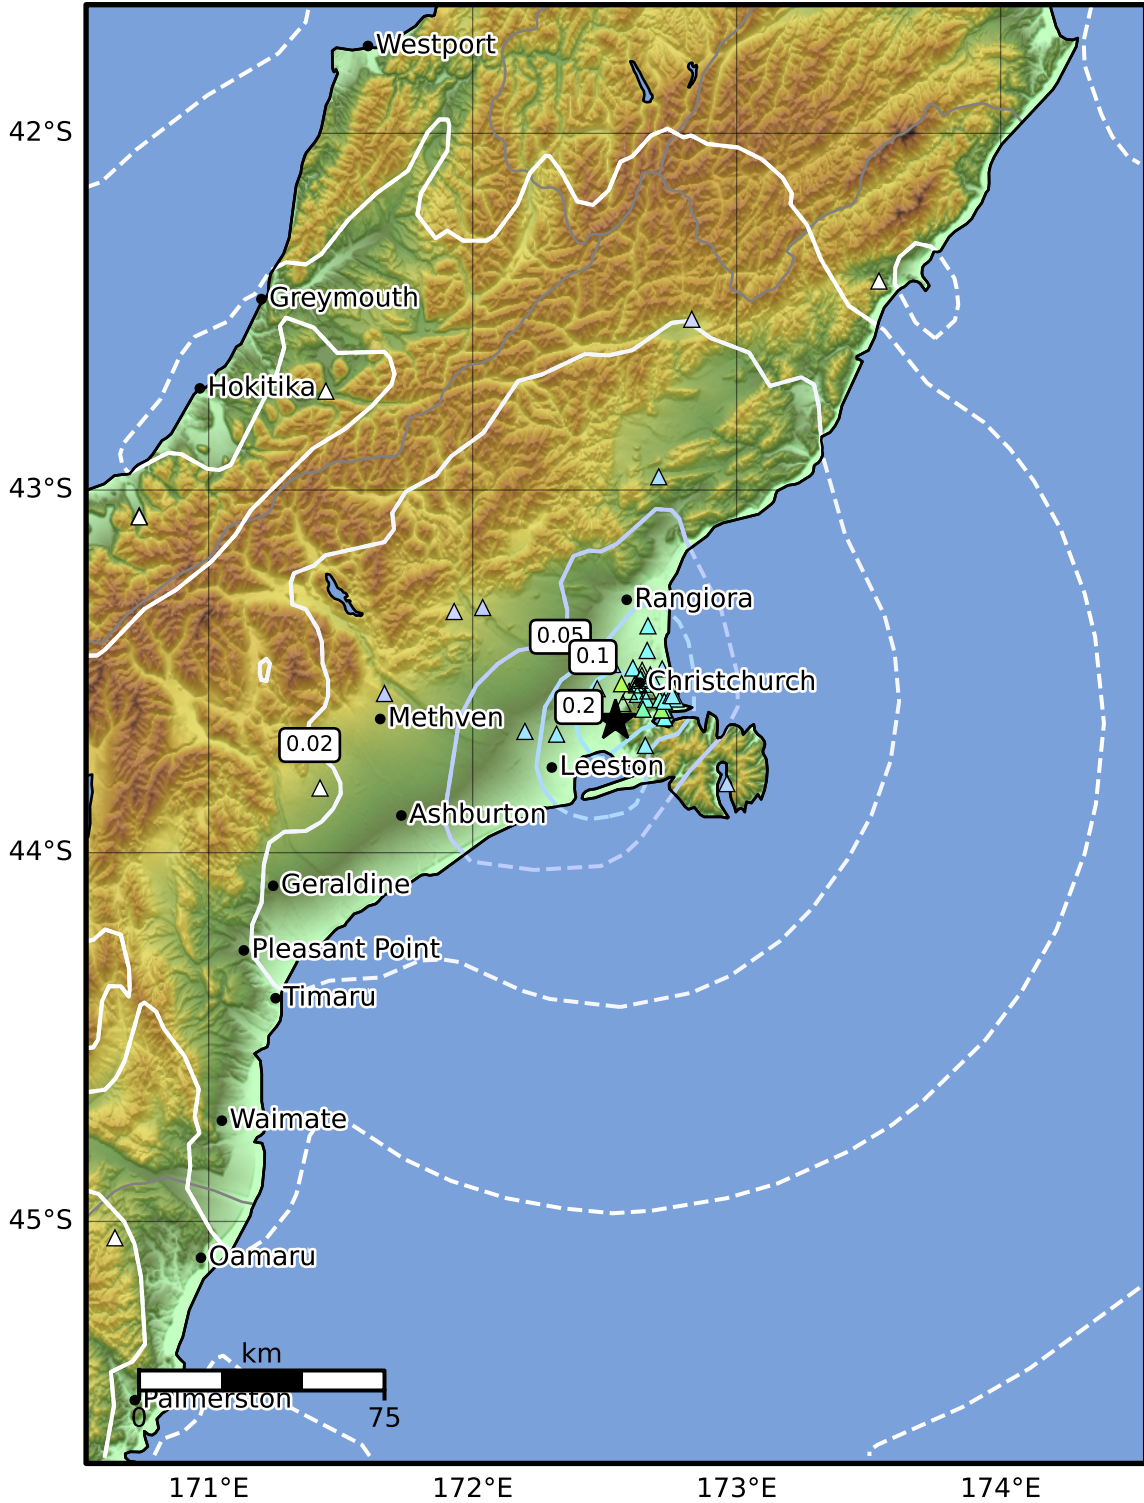 Westport
42°S
Greymouth
Hokitika
43°S
Rangiora
0.05
0.1
Christchurch
0.2
Methven
0.02
Leeston
Ashburton
44°S
Geraldine
Pleasant Point
Timaru
Waimate
45°S
Oamaru
km
Palmerston
0 75
171°E 172°E 173°E 174°E